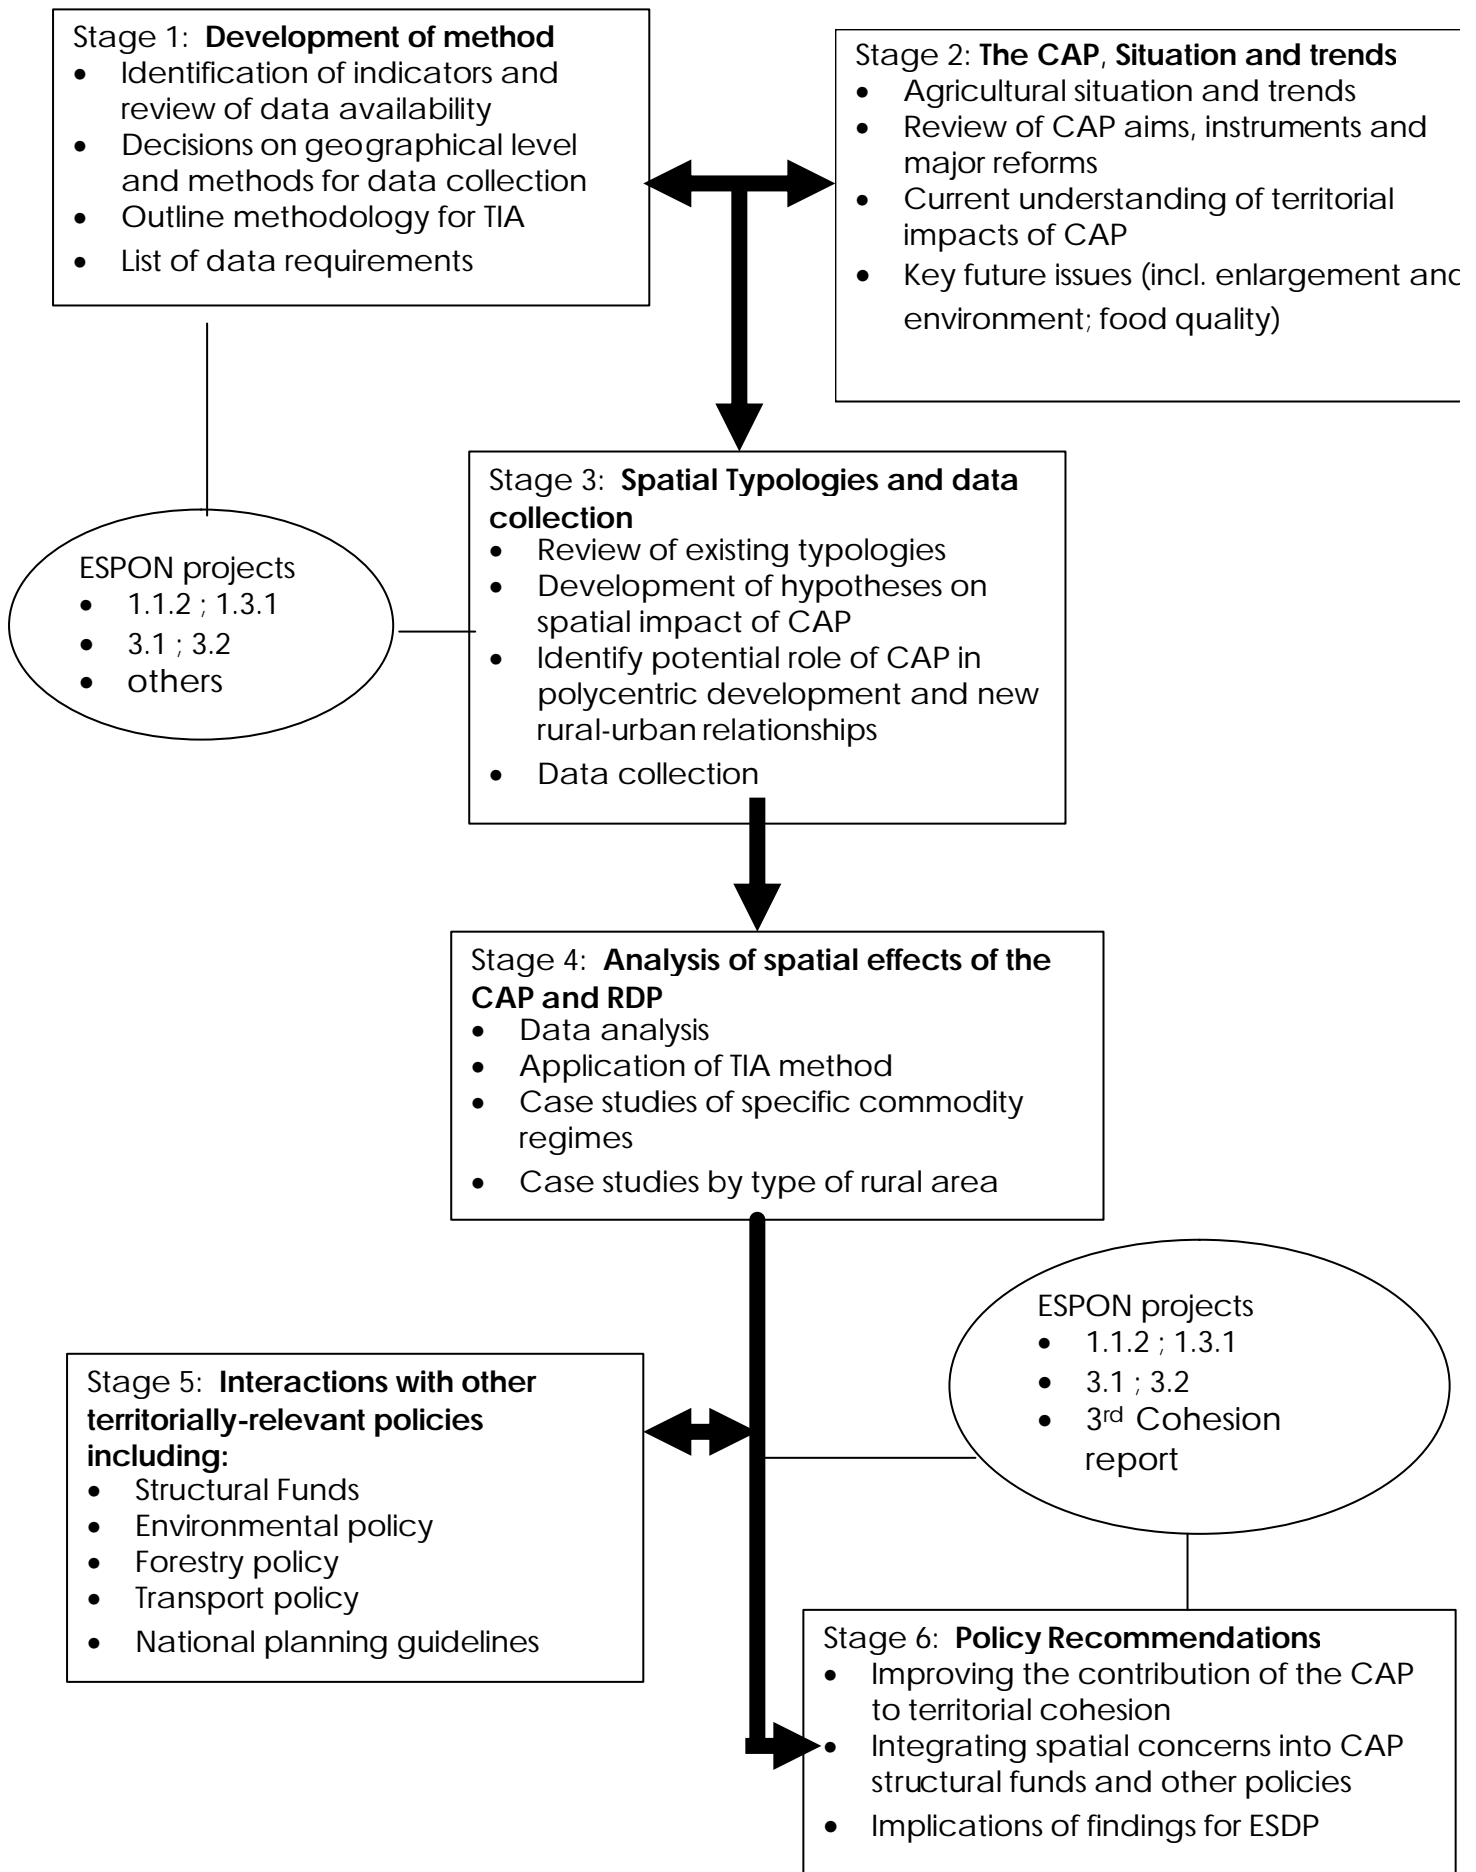 Stage 1: Development of method
• Identification of indicators and
review of data availability
• Decisions on geographical level
and methods for data collection
• Outline methodology for TIA
• List of data requirements
Stage 2: The CAP, Situation and trends
• Agricultural situation and trends
• Review of CAP aims, instruments and
major reforms
• Current understanding of territorial
impacts of CAP
• Key future issues (incl. enlargement and
environment; food quality)
Stage 3: Spatial Typologies and data
collection
• Review of existing typologies
• Development of hypotheses on
spatial impact of CAP
• Identify potential role of CAP in
polycentric development and new
rural-urban relationships
• Data collection
ESPON projects
• 1.1.2 ; 1.3.1
• 3.1 ; 3.2
• others
Stage 4: Analysis of spatial effects of the
CAP and RDP
• Data analysis
• Application of TIA method
• Case studies of specific commodity
regimes
• Case studies by type of rural area
ESPON projects
• 1.1.2 ; 1.3.1
• 3.1 ; 3.2
• 3rd Cohesion
report
Stage 5: Interactions with other
territorially-relevant policies
including:
• Structural Funds
• Environmental policy
• Forestry policy
• Transport policy
• National planning guidelines
Stage 6: Policy Recommendations
• Improving the contribution of the CAP
to territorial cohesion
• Integrating spatial concerns into CAP
structural funds and other policies
• Implications of findings for ESDP